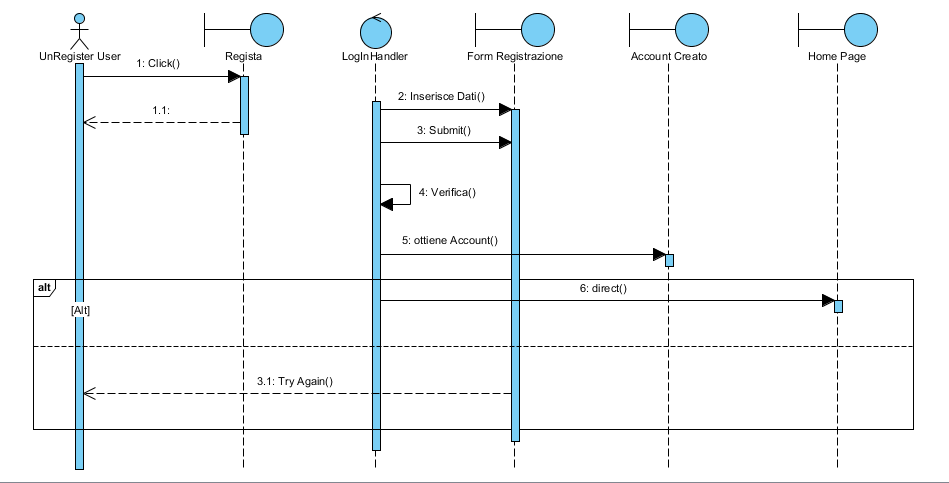 UnRegister User
Regista
LogInHandler
Form Registrazione
Account Creato
Home Page
1: Click()
1.1:
2: Inserisce Dati()
3: Submit()
4: Verifica()
5: ottiene Account()
alt
6: direct()
[Alt]
3.1: Try Again()